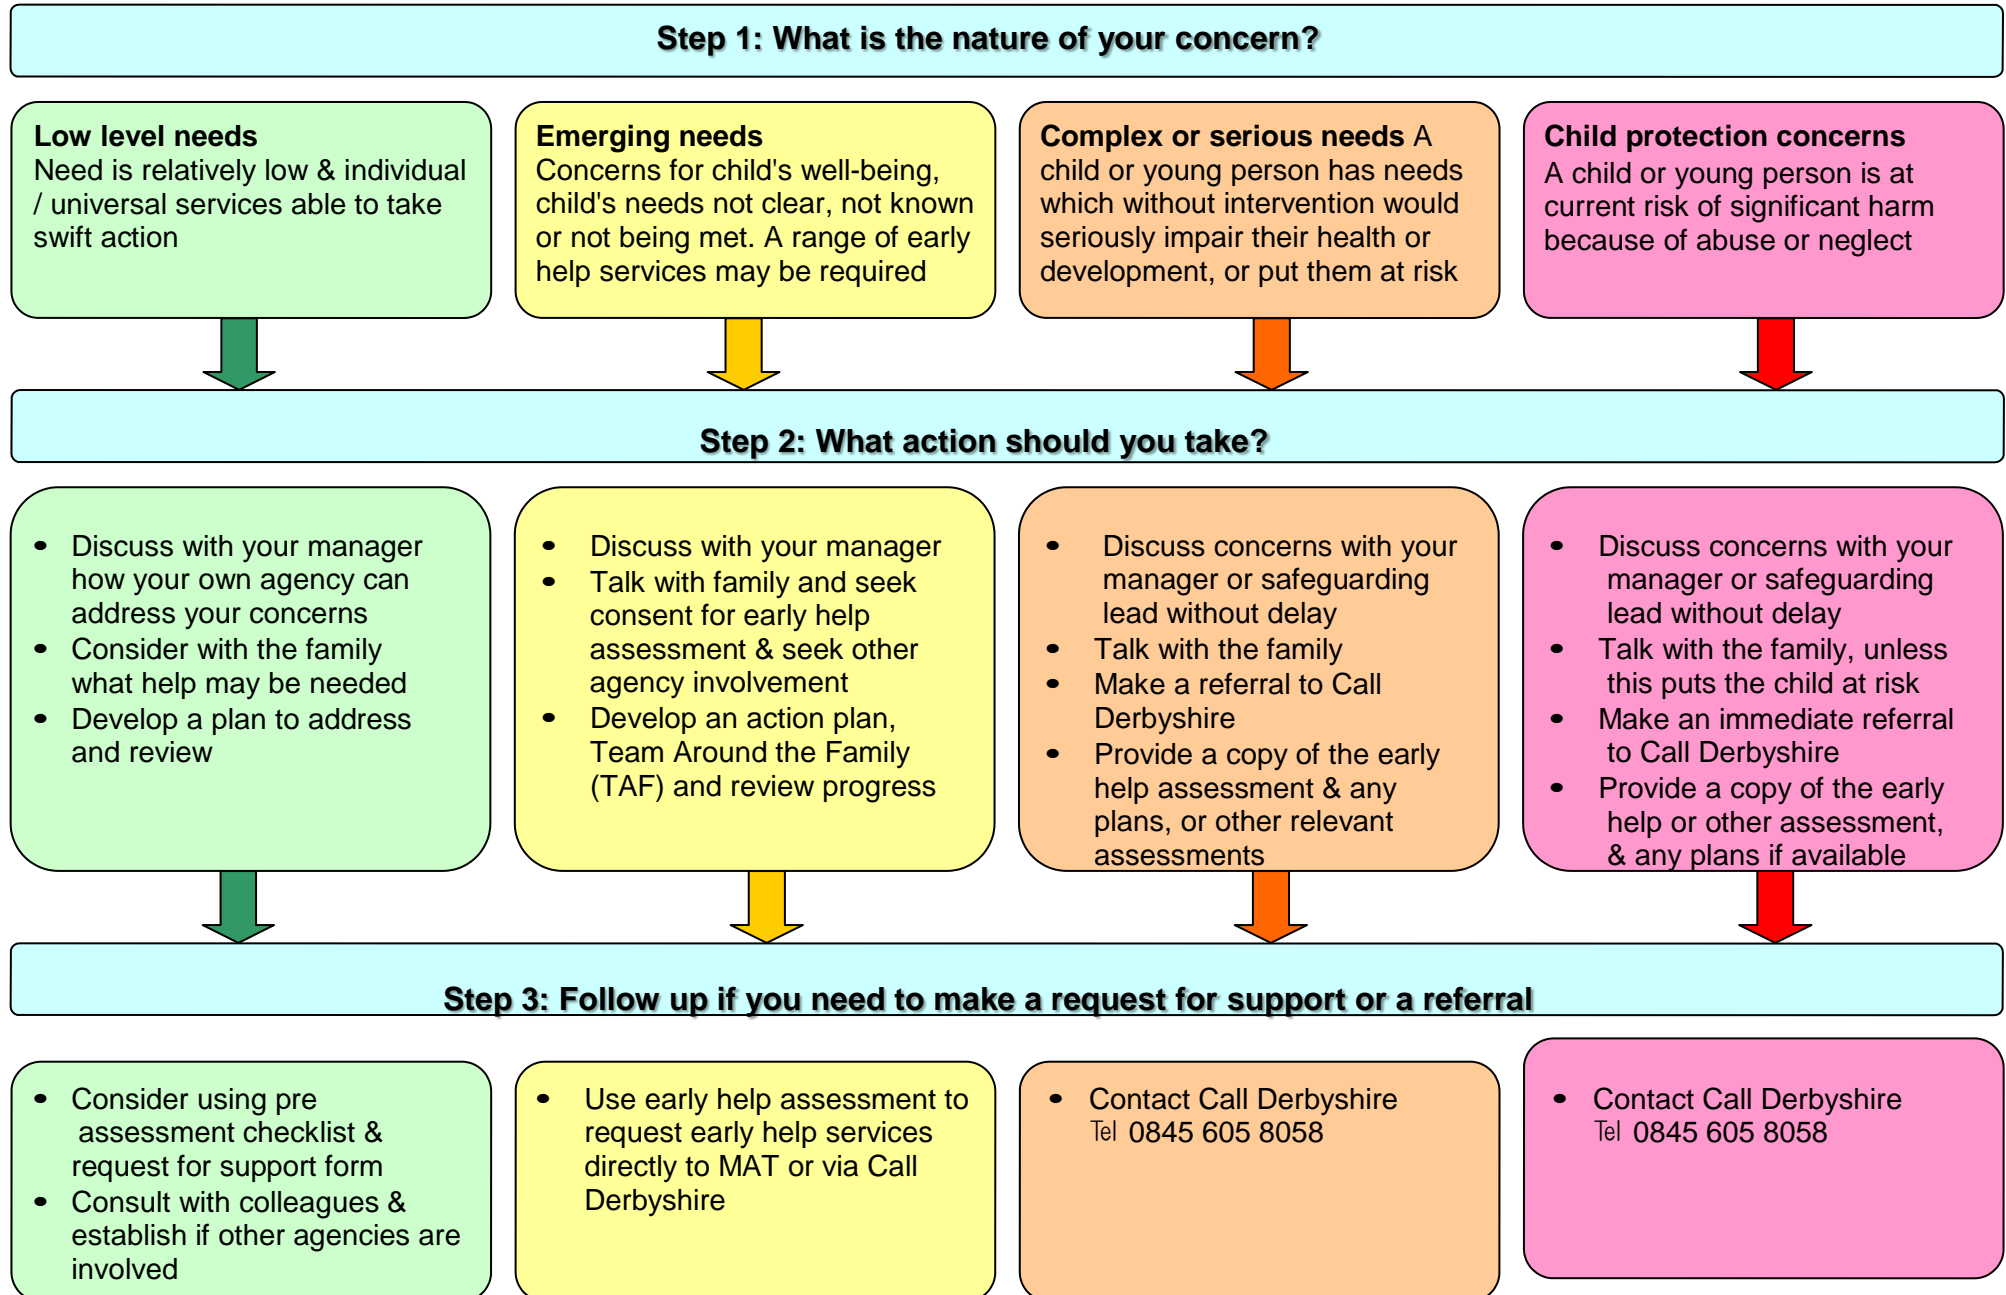 Step 1: What is the nature of your concern?
Low level needs
Need is relatively low & individual
/ universal services able to take
swift action
Emerging needs
Concerns for child's well-being,
child's needs not clear, not known
or not being met. A range of early
help services may be required
Complex or serious needs A
child or young person has needs
which without intervention would
seriously impair their health or
development, or put them at risk
Child protection concerns
A child or young person is at
current risk of significant harm
because of abuse or neglect
Step 2: What action should you take?
• Discuss with your manager
how your own agency can
address your concerns
• Consider with the family
what help may be needed
• Develop a plan to address
and review
• Discuss with your manager
• Talk with family and seek
consent for early help
assessment & seek other
agency involvement
• Develop an action plan,
Team Around the Family
(TAF) and review progress
• Discuss concerns with your
manager or safeguarding
lead without delay
• Talk with the family
• Make a referral to Call
Derbyshire
• Provide a copy of the early
help assessment & any
plans, or other relevant
assessments
• Discuss concerns with your
manager or safeguarding
lead without delay
• Talk with the family, unless
this puts the child at risk
• Make an immediate referral
to Call Derbyshire
• Provide a copy of the early
help or other assessment,
& any plans if available
Step 3: Follow up if you need to make a request for support or a referral
• Consider using pre
assessment checklist &
request for support form
• Consult with colleagues &
establish if other agencies are
involved
• Use early help assessment to
request early help services
directly to MAT or via Call
Derbyshire
• Contact Call Derbyshire
℡ 0845 605 8058
• Contact Call Derbyshire
℡ 0845 605 8058